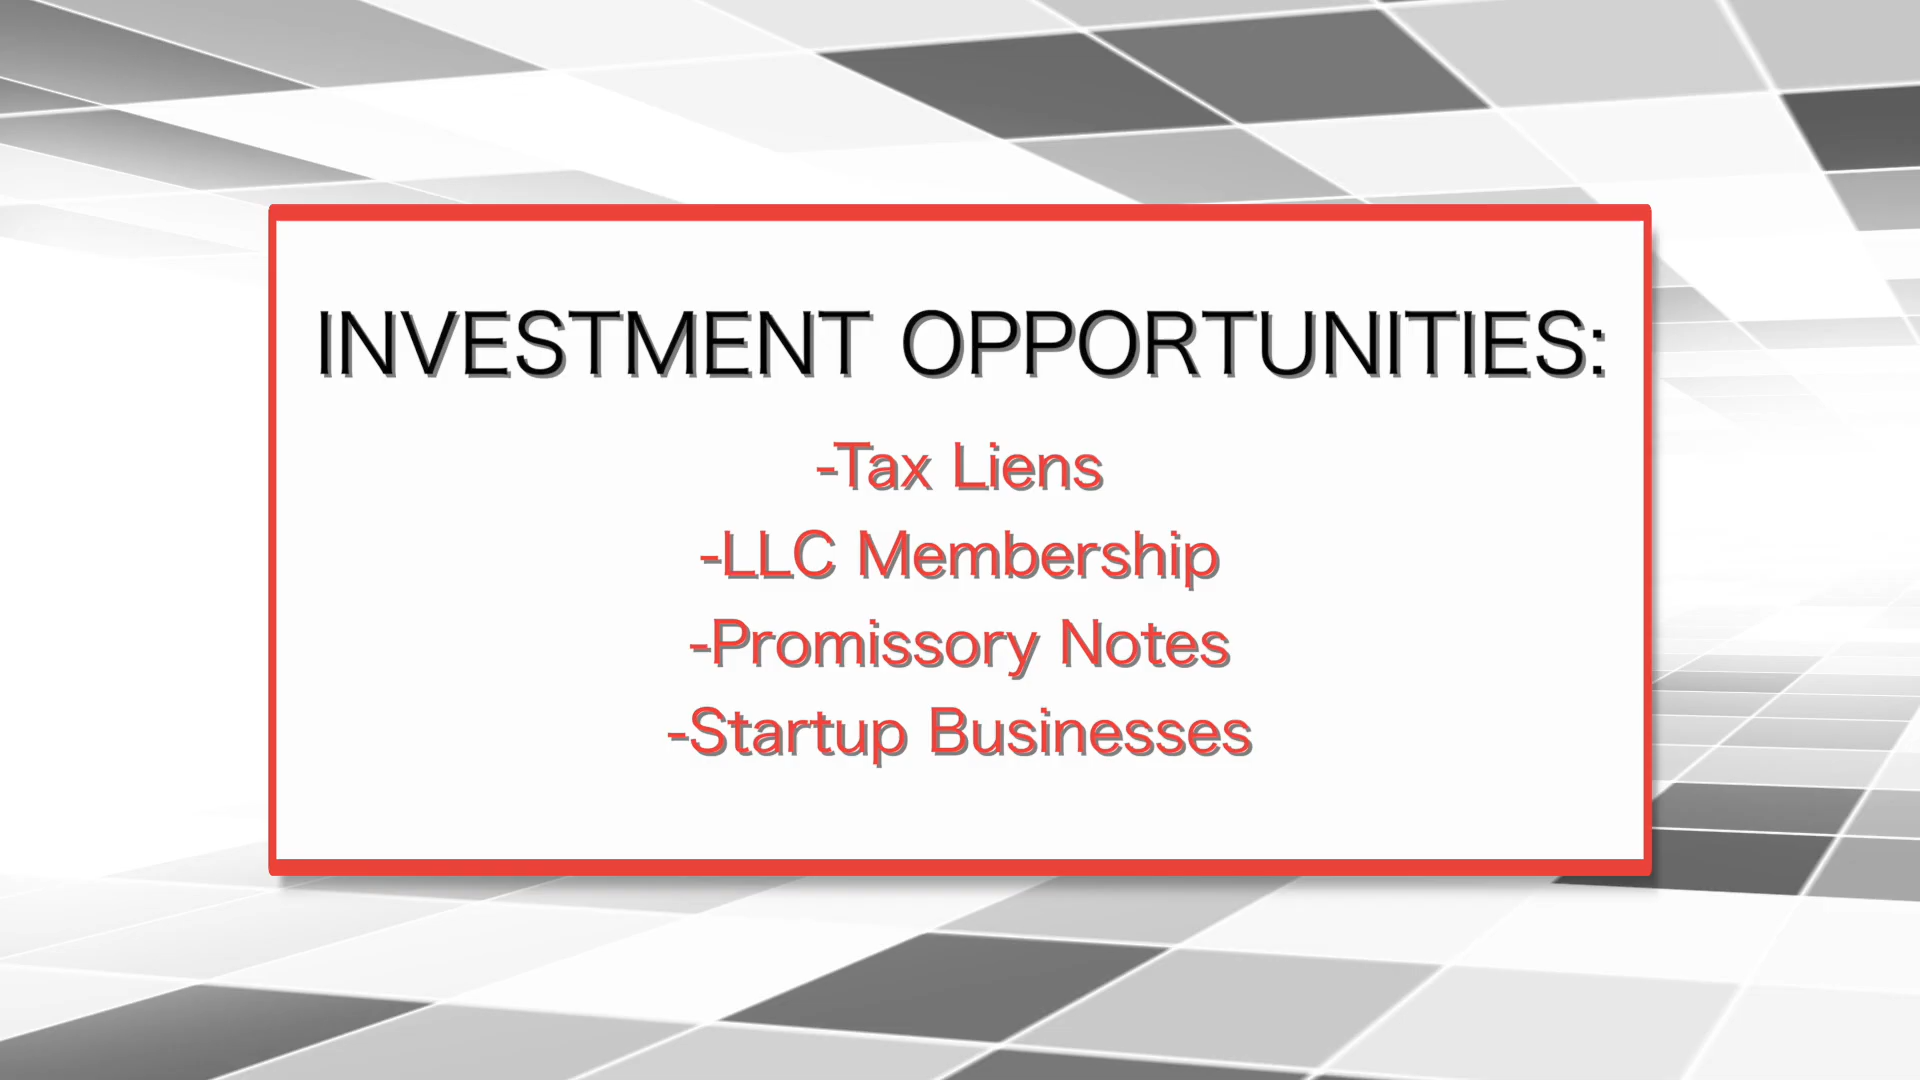 INVESTMENT OPPORTUNITIES:
-Tax Liens
-LLC Membership
-Promissory Notes
-Startup Businesses